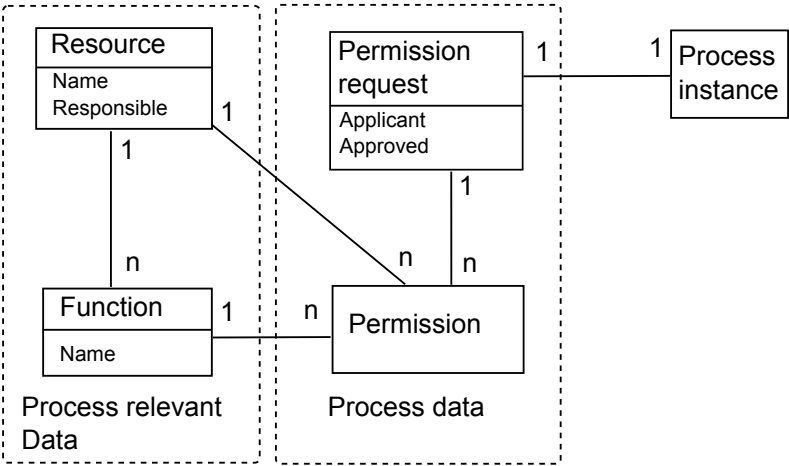 Resource
Name
Responsible
1
1
n
Function
Name
1
Process relevant
Data
Permission
request
Applicant
Approved
1
1
n
n
n
Permission
Process data
1
Process
instance